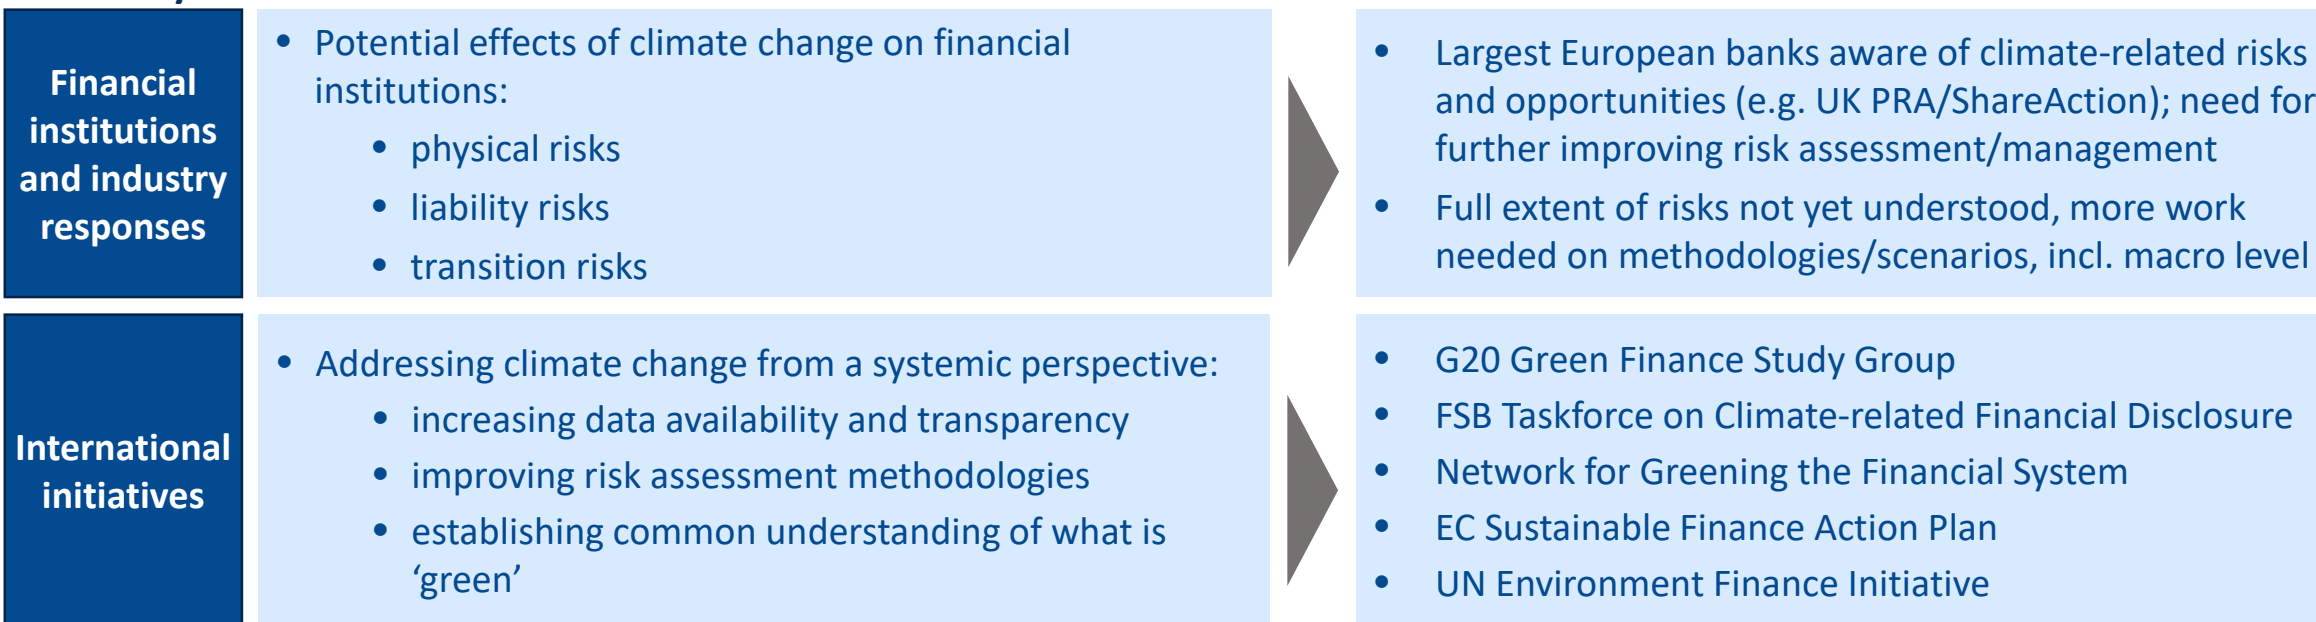 Financial
institutions
and industry
responses
• Potential effects of climate change on financial
institutions:
• physical risks
• liability risks
• transition risks
• Largest European banks aware of climate-related risks
and opportunities (e.g. UK PRA/ShareAction); need for
further improving risk assessment/management
• Full extent of risks not yet understood, more work
needed on methodologies/scenarios, incl. macro level
International
initiatives
• Addressing climate change from a systemic perspective:
• increasing data availability and transparency
• improving risk assessment methodologies
• establishing common understanding of what is
‘green’
• G20 Green Finance Study Group
• FSB Taskforce on Climate-related Financial Disclosure
• Network for Greening the Financial System
• EC Sustainable Finance Action Plan
• UN Environment Finance Initiative